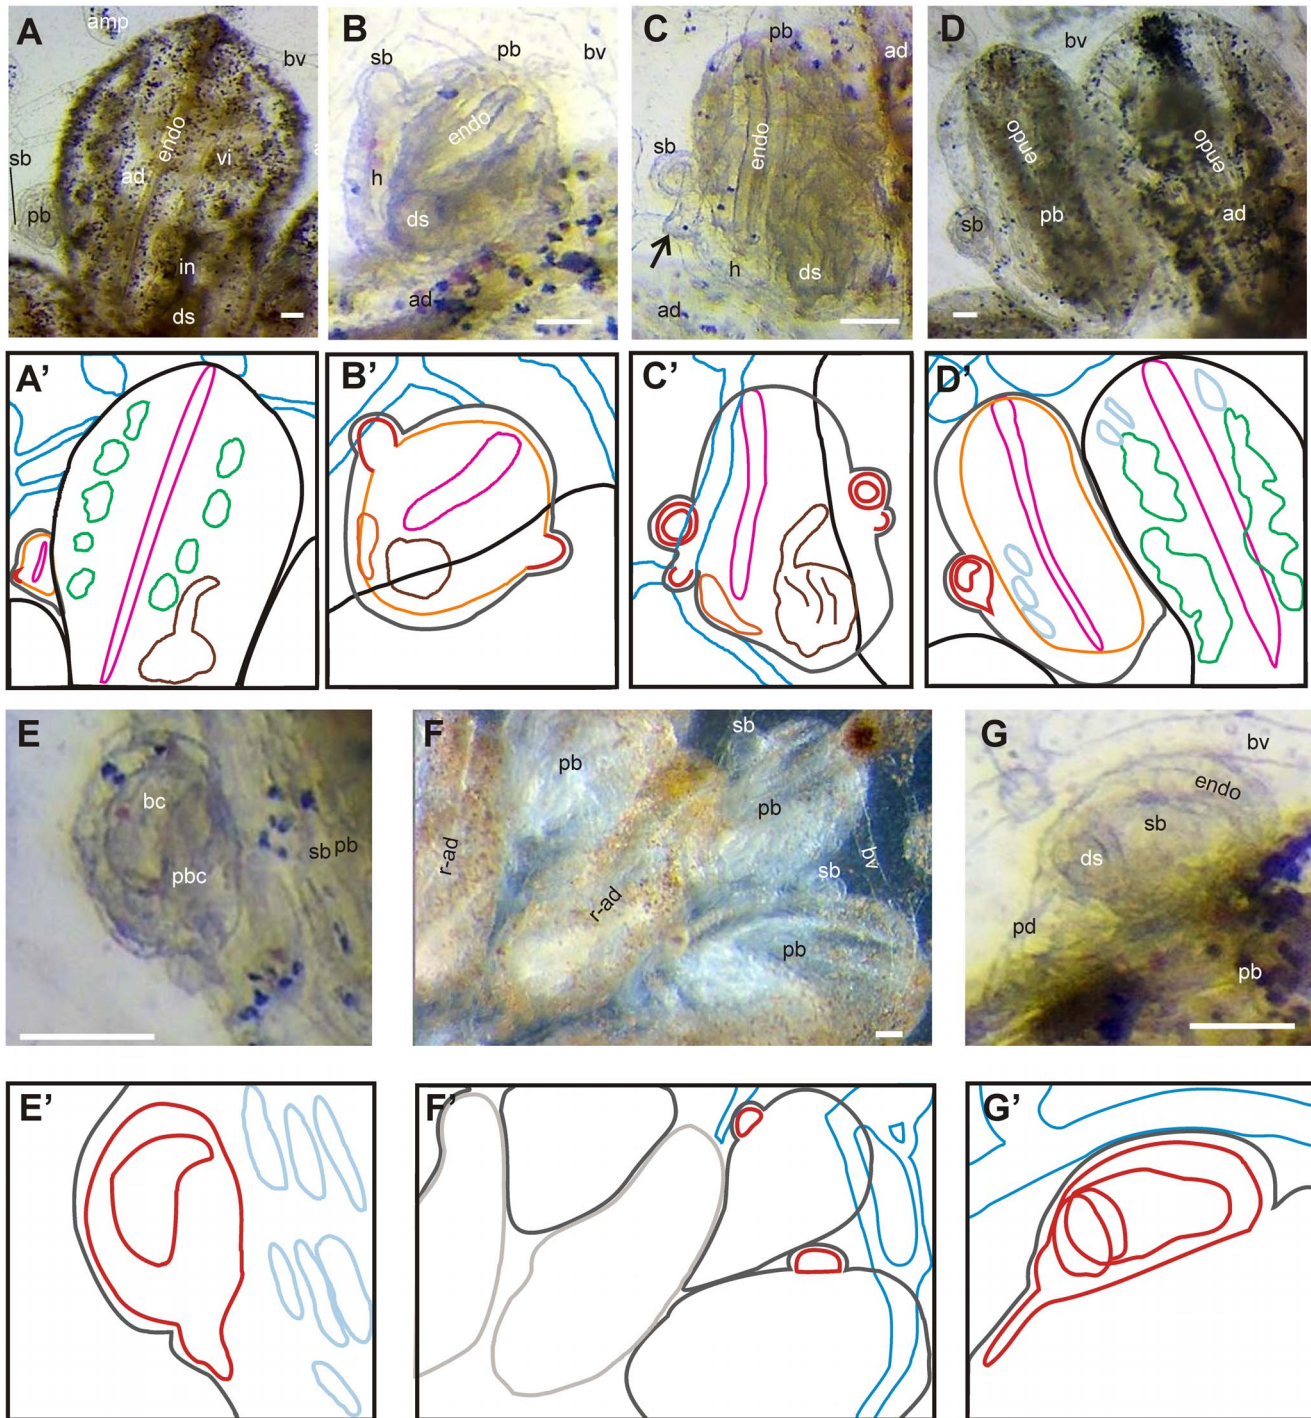 A
amp
bv
endo
sb
ad
vi
pb
in
ds
B
sb
pb
bv
endo
h
ds
ad
C
pb
ad
sb
endo
h
ds
ad
D
bv
endo
endo
sb
pb
ad
A’
B’
C’
D’
E
bc
sb pb
pbc
F
sb
pb
pb
r-ad
bv
r-ad
sb
pb
G
bv
endo
sb
ds
pd
pb
E’
F’
G’